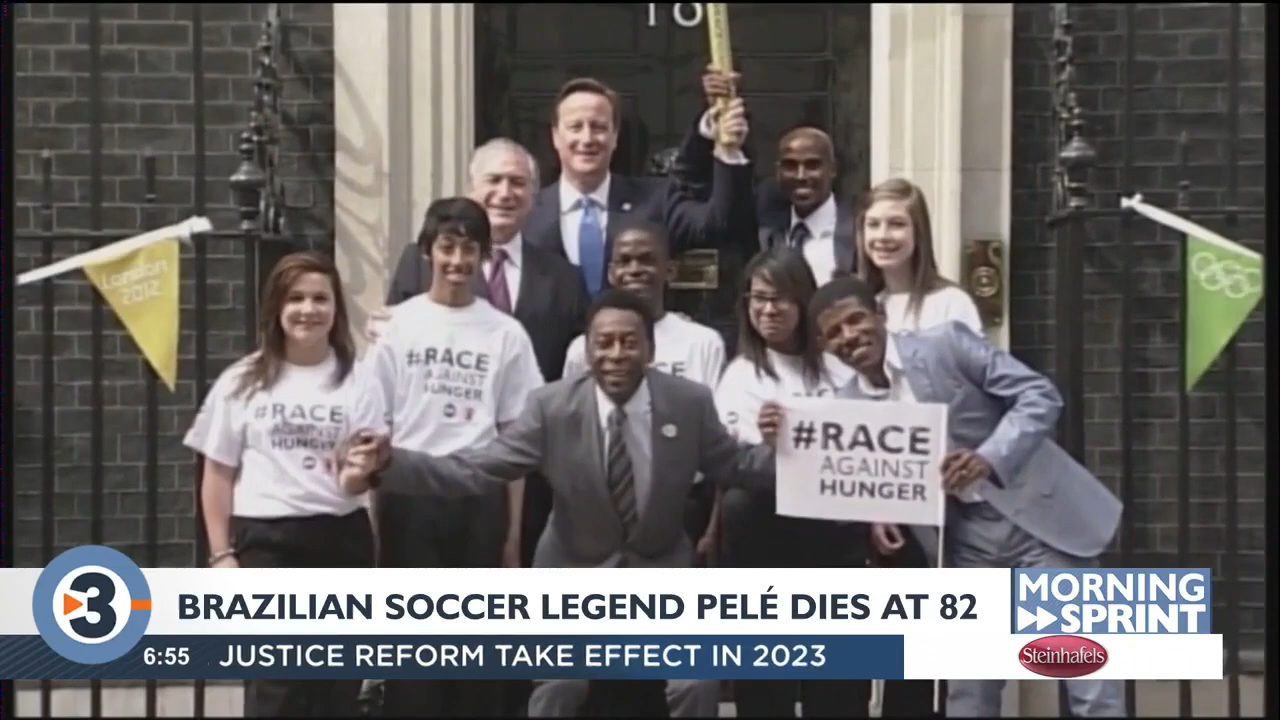 10
London
2012
#RACE
AGAINST
HUNGER
#RACE
AGAINST
HUNGER
#RACE
AGAINST
HUNGER
3
BRAZILIAN SOCCER LEGEND PELÉ DIES AT 82
MORNING
SPRINT
6:55
JUSTICE REFORM TAKE EFFECT IN 2023
Steinhafels